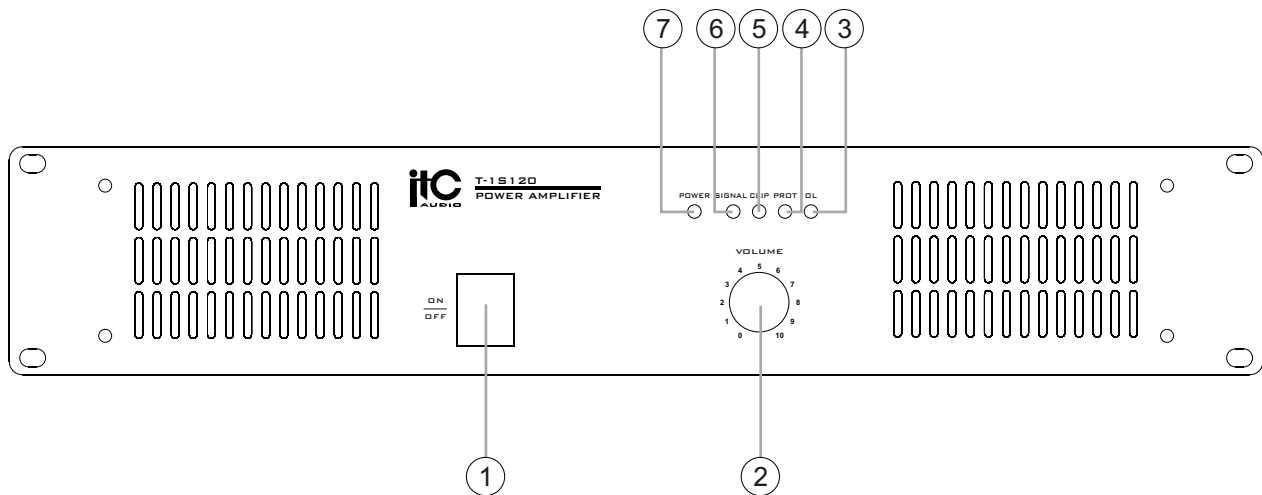 7 6 5 4 3
itC AUDIO
T-1S120
POWER AMPLIFIER
POWER SIGNAL CLIP PROT OL
VOLUME
0 1 2 3 4 5 6 7 8 9 10
ON
OFF
1 2